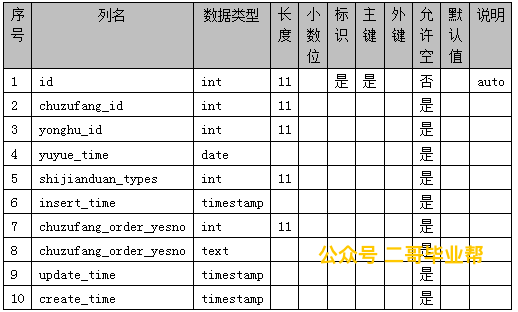 序号 列名 数据类型 长度 小数位 标识 主键 外键 允许空 默认值 说明
1 id int 11 是 是 否 auto
2 chuzufang_id int 11 是
3 yonghu_id int 11 是
4 yuyue_time date 是
5 shijianduan_types int 11 是
6 insert_time timestamp 是
7 chuzufang_order_yesno int 11 是
8 chuzufang_order_yesno text 是
公众号 二哥毕业帮
9 update_time timestamp 是
10 create_time timestamp 是